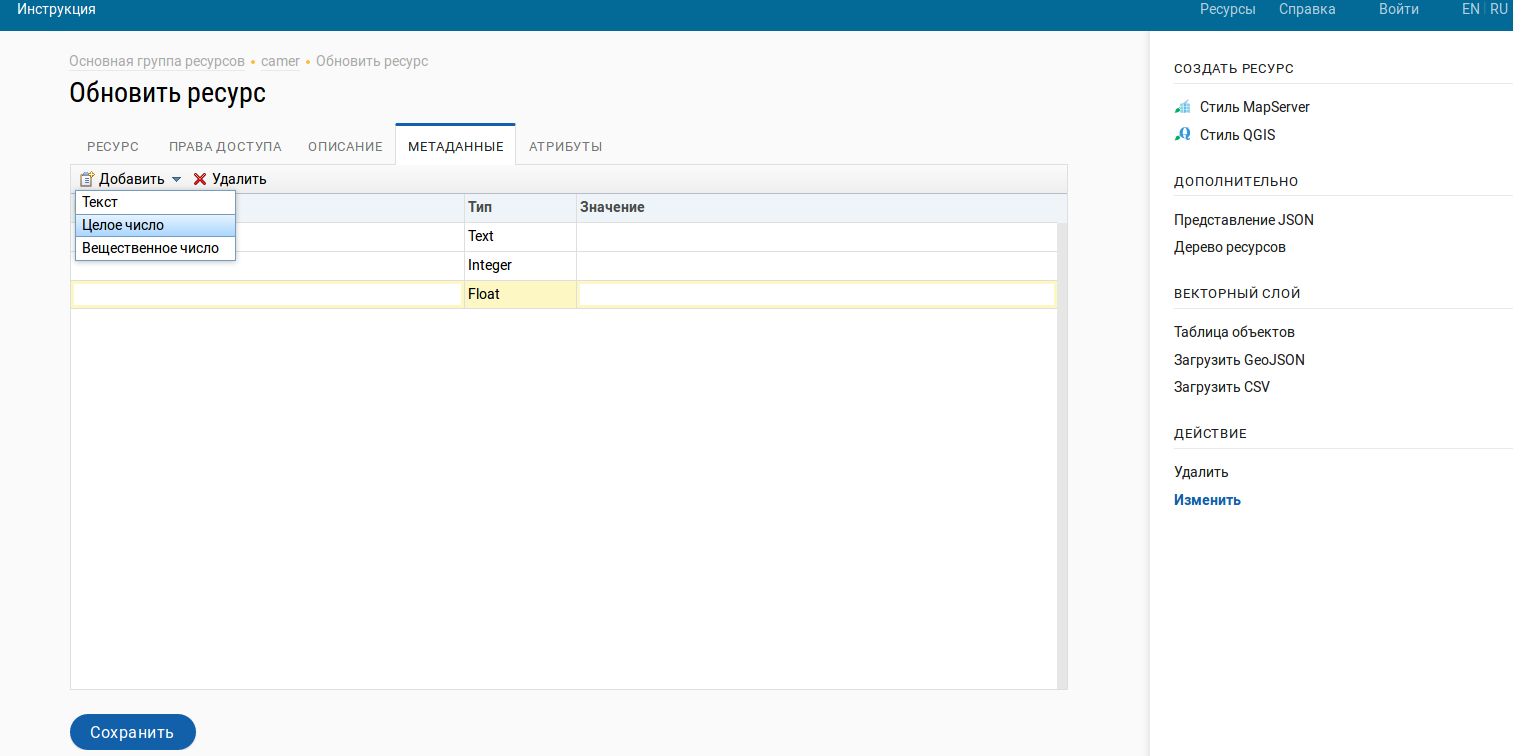 Инструкция
Ресурсы Справка Войти EN | RU
Основная группа ресурсов • camer • Обновить ресурс
Обновить ресурс
РЕСУРС ПРАВА ДОСТУПА ОПИСАНИЕ МЕТАДАННЫЕ АТРИБУТЫ
Добавить Удалить
Текст
Целое число
Вещественное число
Тип Значение
Text
Integer
Float
Сохранить
СОЗДАТЬ РЕСУРС
Стиль MapServer
Стиль QGIS
ДОПОЛНИТЕЛЬНО
Представление JSON
Дерево ресурсов
ВЕКТОРНЫЙ СЛОЙ
Таблица объектов
Загрузить GeoJSON
Загрузить CSV
ДЕЙСТВИЕ
Удалить
Изменить